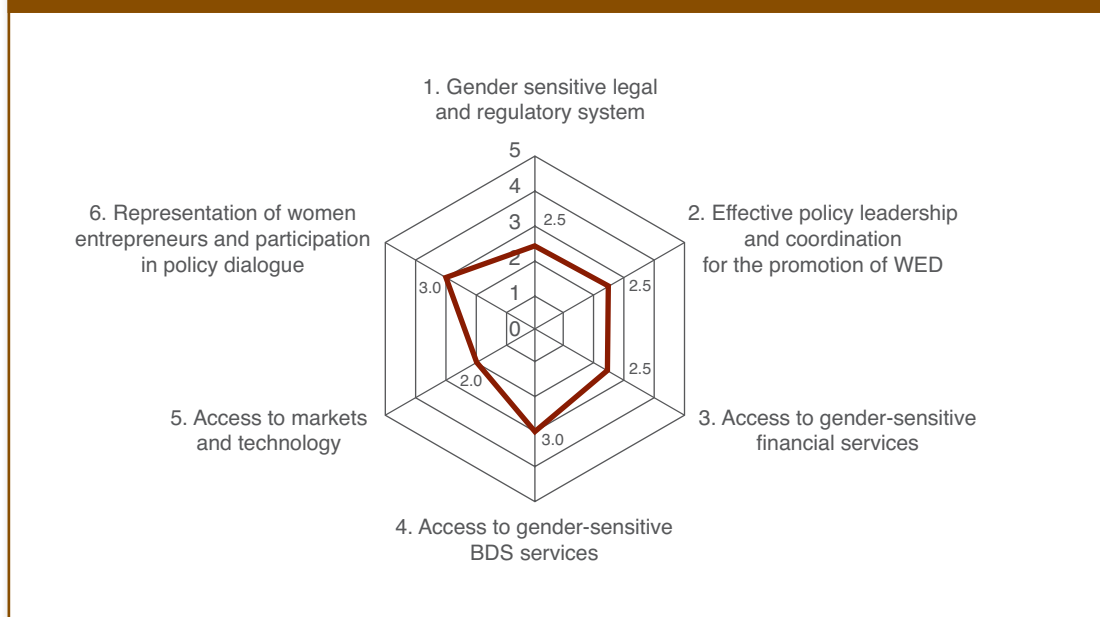 1. Gender sensitive legal
and regulatory system
5
4
3
2.5
2
1
0
2. Effective policy leadership
and coordination
for the promotion of WED
2.5
2.5
3. Access to gender-sensitive
financial services
3.0
4. Access to gender-sensitive
BDS services
2.0
5. Access to markets
and technology
6. Representation of women
entrepreneurs and participation
in policy dialogue
3.0